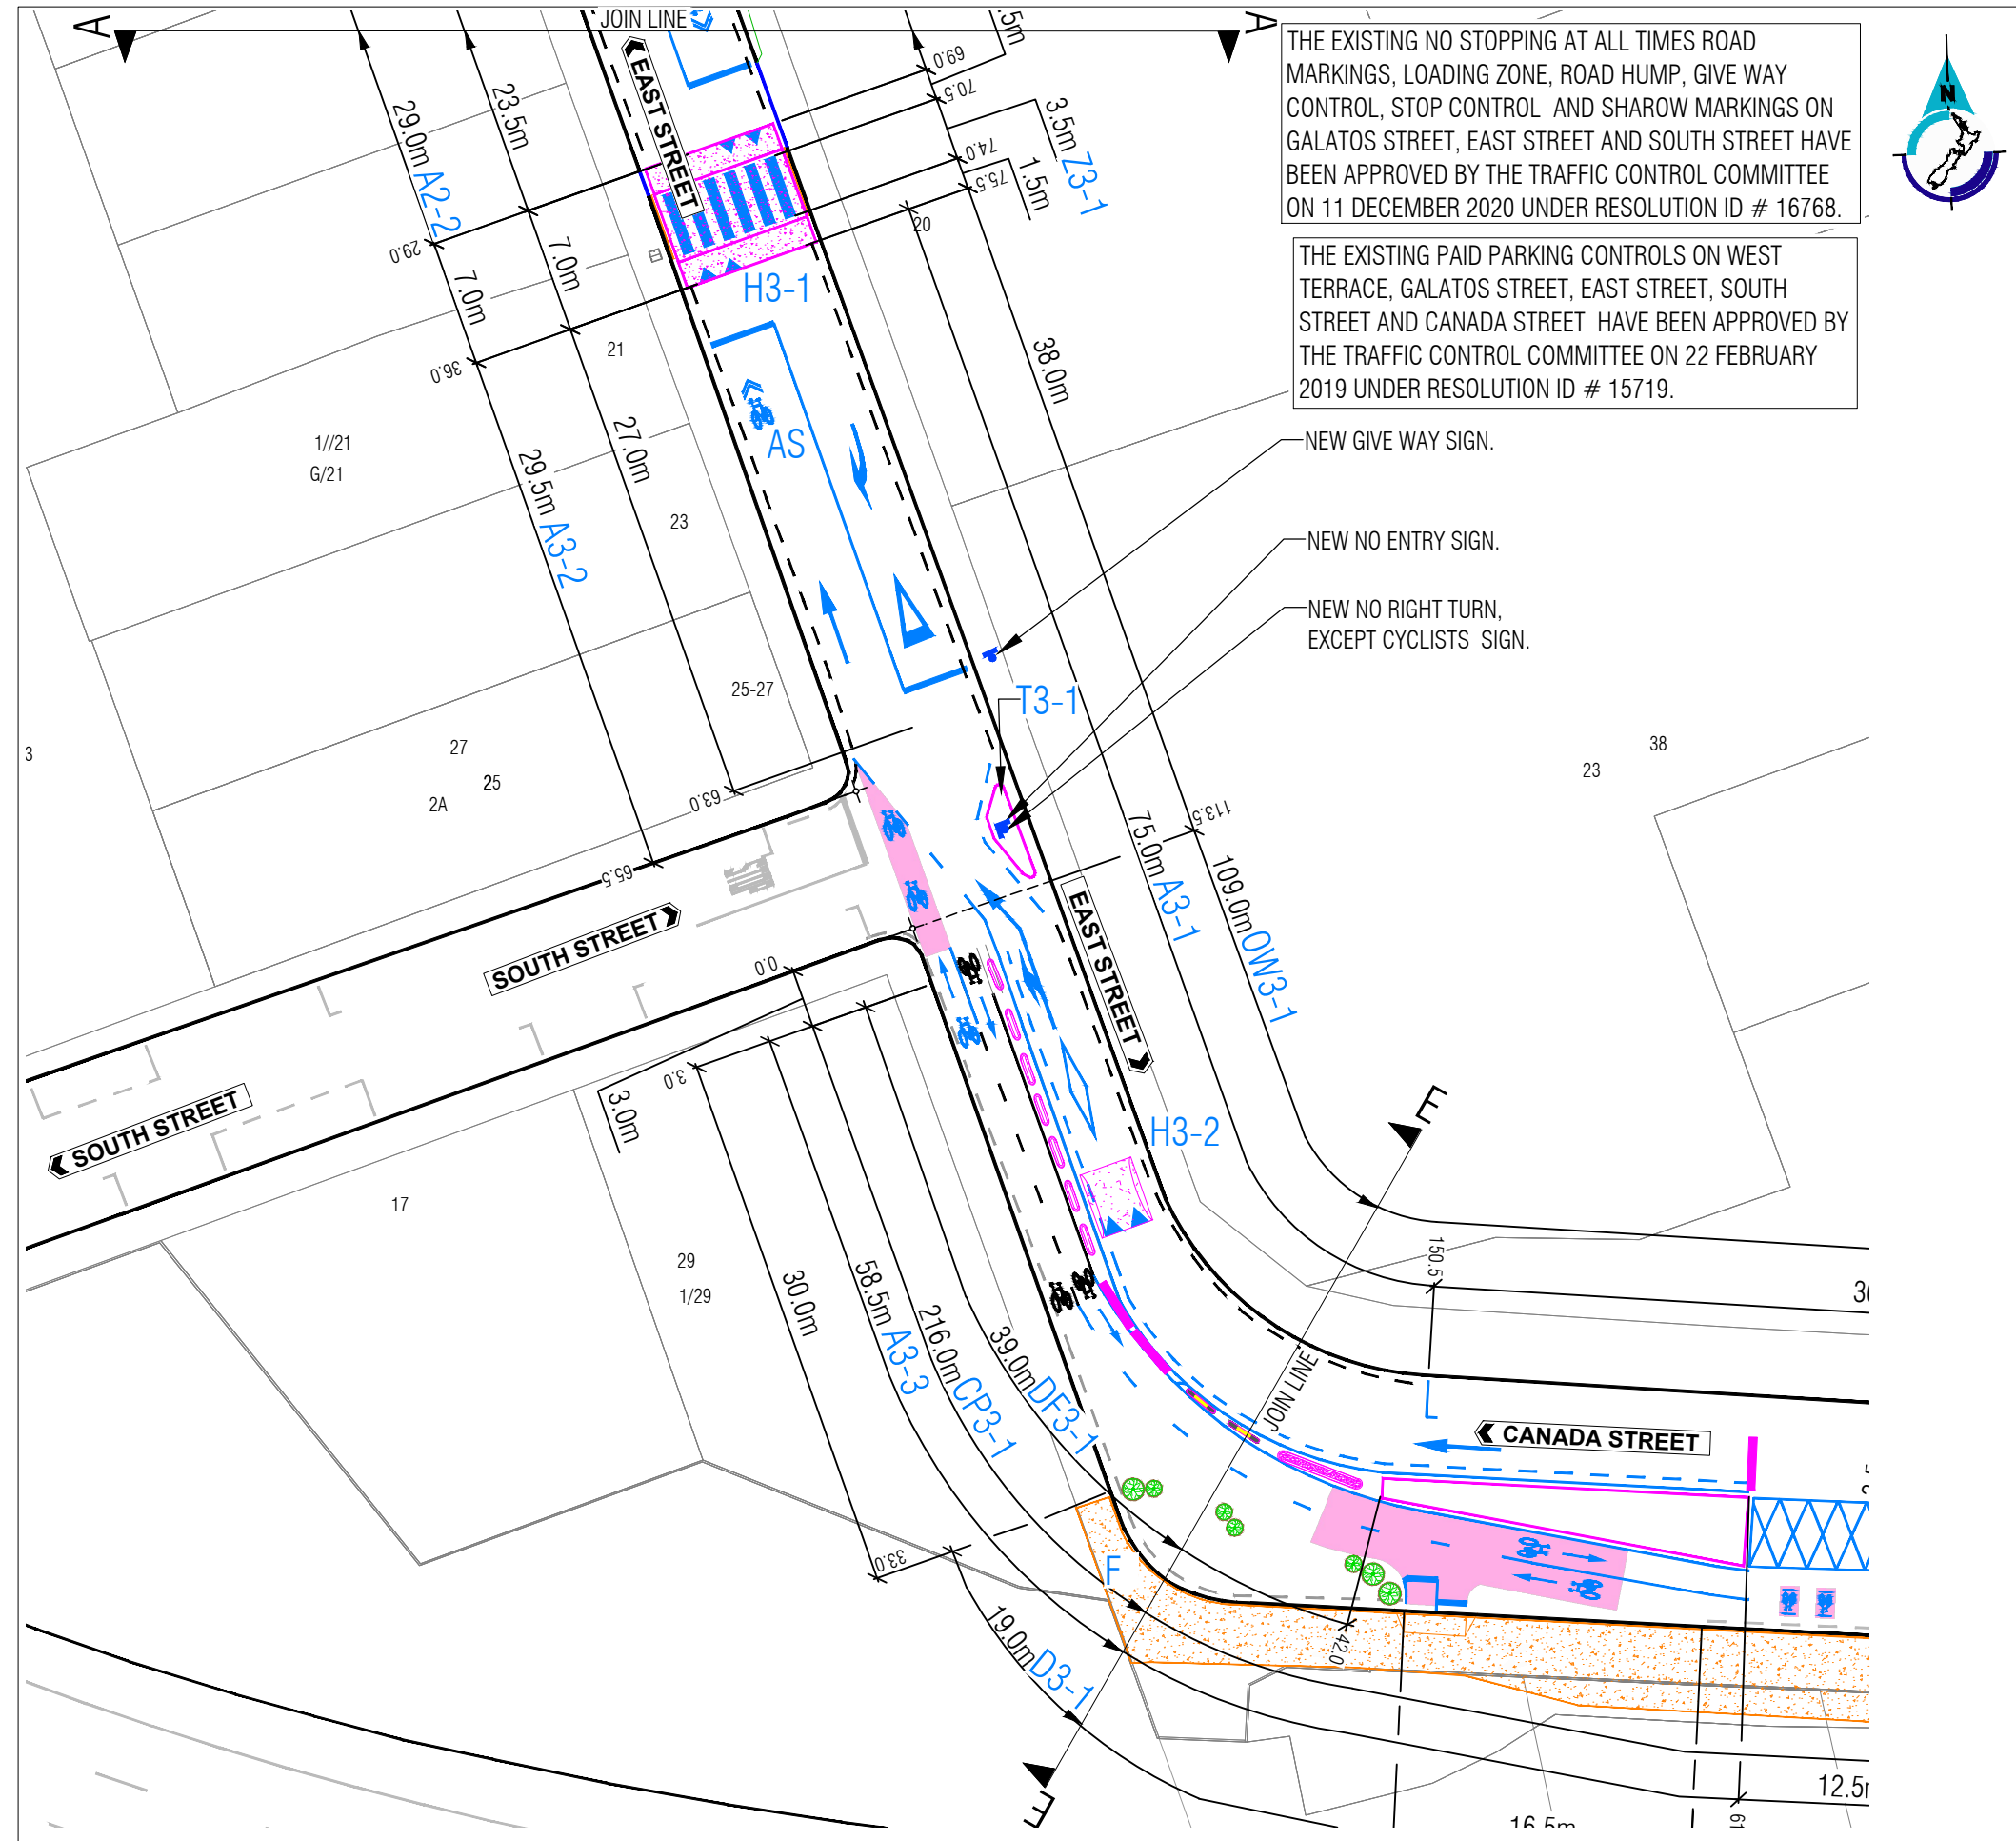 A
JOIN LINE
A
EAST STREET
.5m
69.0
70.5
74.0
75.5
3.5m Z3-1
1.5m
20
29.0m A2-2
23.5m
29.0
7.0m
7.0m
36.0
H3-1
21
38.0m
THE EXISTING NO STOPPING AT ALL TIMES ROAD
MARKINGS, LOADING ZONE, ROAD HUMP, GIVE WAY
CONTROL, STOP CONTROL AND SHAROW MARKINGS ON
GALATOS STREET, EAST STREET AND SOUTH STREET HAVE
BEEN APPROVED BY THE TRAFFIC CONTROL COMMITTEE
ON 11 DECEMBER 2020 UNDER RESOLUTION ID # 16768.
N
THE EXISTING PAID PARKING CONTROLS ON WEST
TERRACE, GALATOS STREET, EAST STREET, SOUTH
STREET AND CANADA STREET HAVE BEEN APPROVED BY
THE TRAFFIC CONTROL COMMITTEE ON 22 FEBRUARY
2019 UNDER RESOLUTION ID # 15719.
NEW GIVE WAY SIGN.
NEW NO ENTRY SIGN.
NEW NO RIGHT TURN,
EXCEPT CYCLISTS SIGN.
1//21
G/21
AS
29.5m A3-2
27.0m
23
25-27
T3-1
3
27
25
2A
63.0
65.5
38
23
113.5
75.0m A3-1
109.0m OW3-1
EAST STREET
SOUTH STREET
0.0
3.0
3.0m
SOUTH STREET
17
29
1/29
H3-2
E
30.0m
58.5m A3-3
216.0m CP3-1
39.0m DF3-1
150.5
JOIN LINE
L
CANADA STREET
33.0
F
19.0m D3-1
42.0
E
12.5
16.5m
61